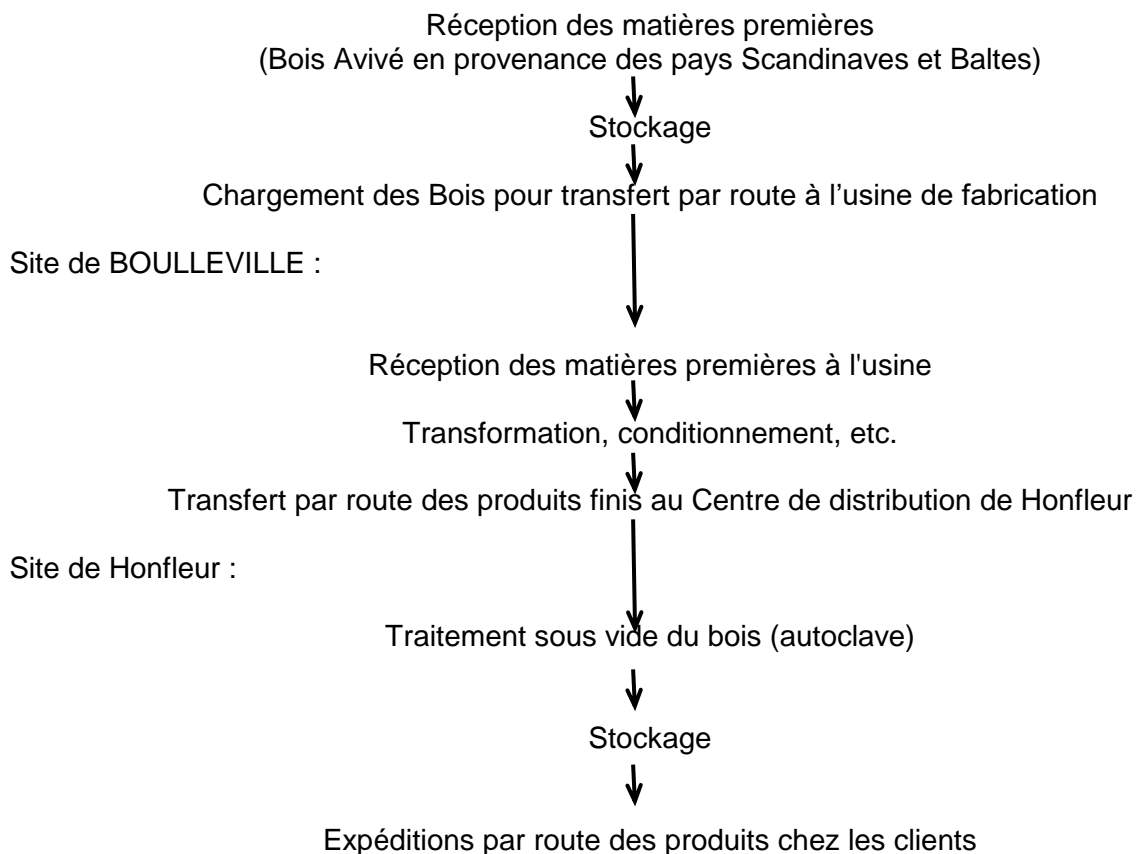 Réception des matières premières
(Bois Avivé en provenance des pays Scandinaves et Baltes)
Stockage
Chargement des Bois pour transfert par route à l’usine de fabrication
Site de BOULLEVILLE :
Réception des matières premières à l'usine
Transformation, conditionnement, etc.
Transfert par route des produits finis au Centre de distribution de Honfleur
Site de Honfleur :
Traitement sous vide du bois (autoclave)
Stockage
Expéditions par route des produits chez les clients